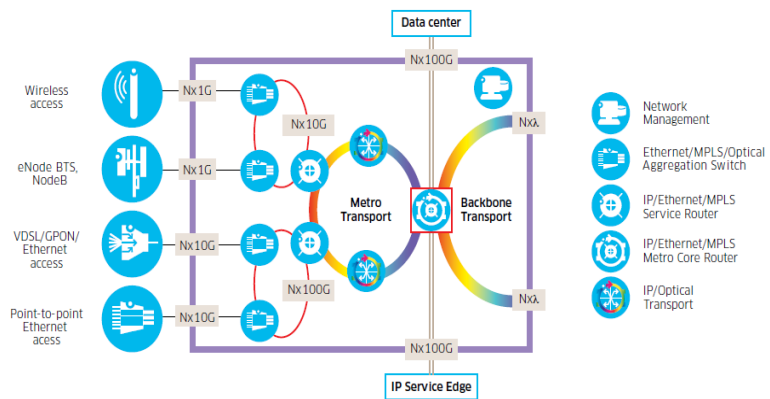 Data center
Nx100G
Wireless
access
Nx1G
Nx10G
Nxλ
eNode BTS,
NodeB
Nx1G
Metro
Transport
Backbone
Transport
VDSL/GPON/
Ethernet
access
Nx10G
Nx100G
Point-to-point
Ethernet
acess
Nx10G
Nxλ
Nx100G
IP Service Edge
Network
Management
Ethernet/MPLS/Optical
Aggregation Switch
IP/Ethernet/MPLS
Service Router
IP/Ethernet/MPLS
Metro Core Router
IP/Optical
Transport